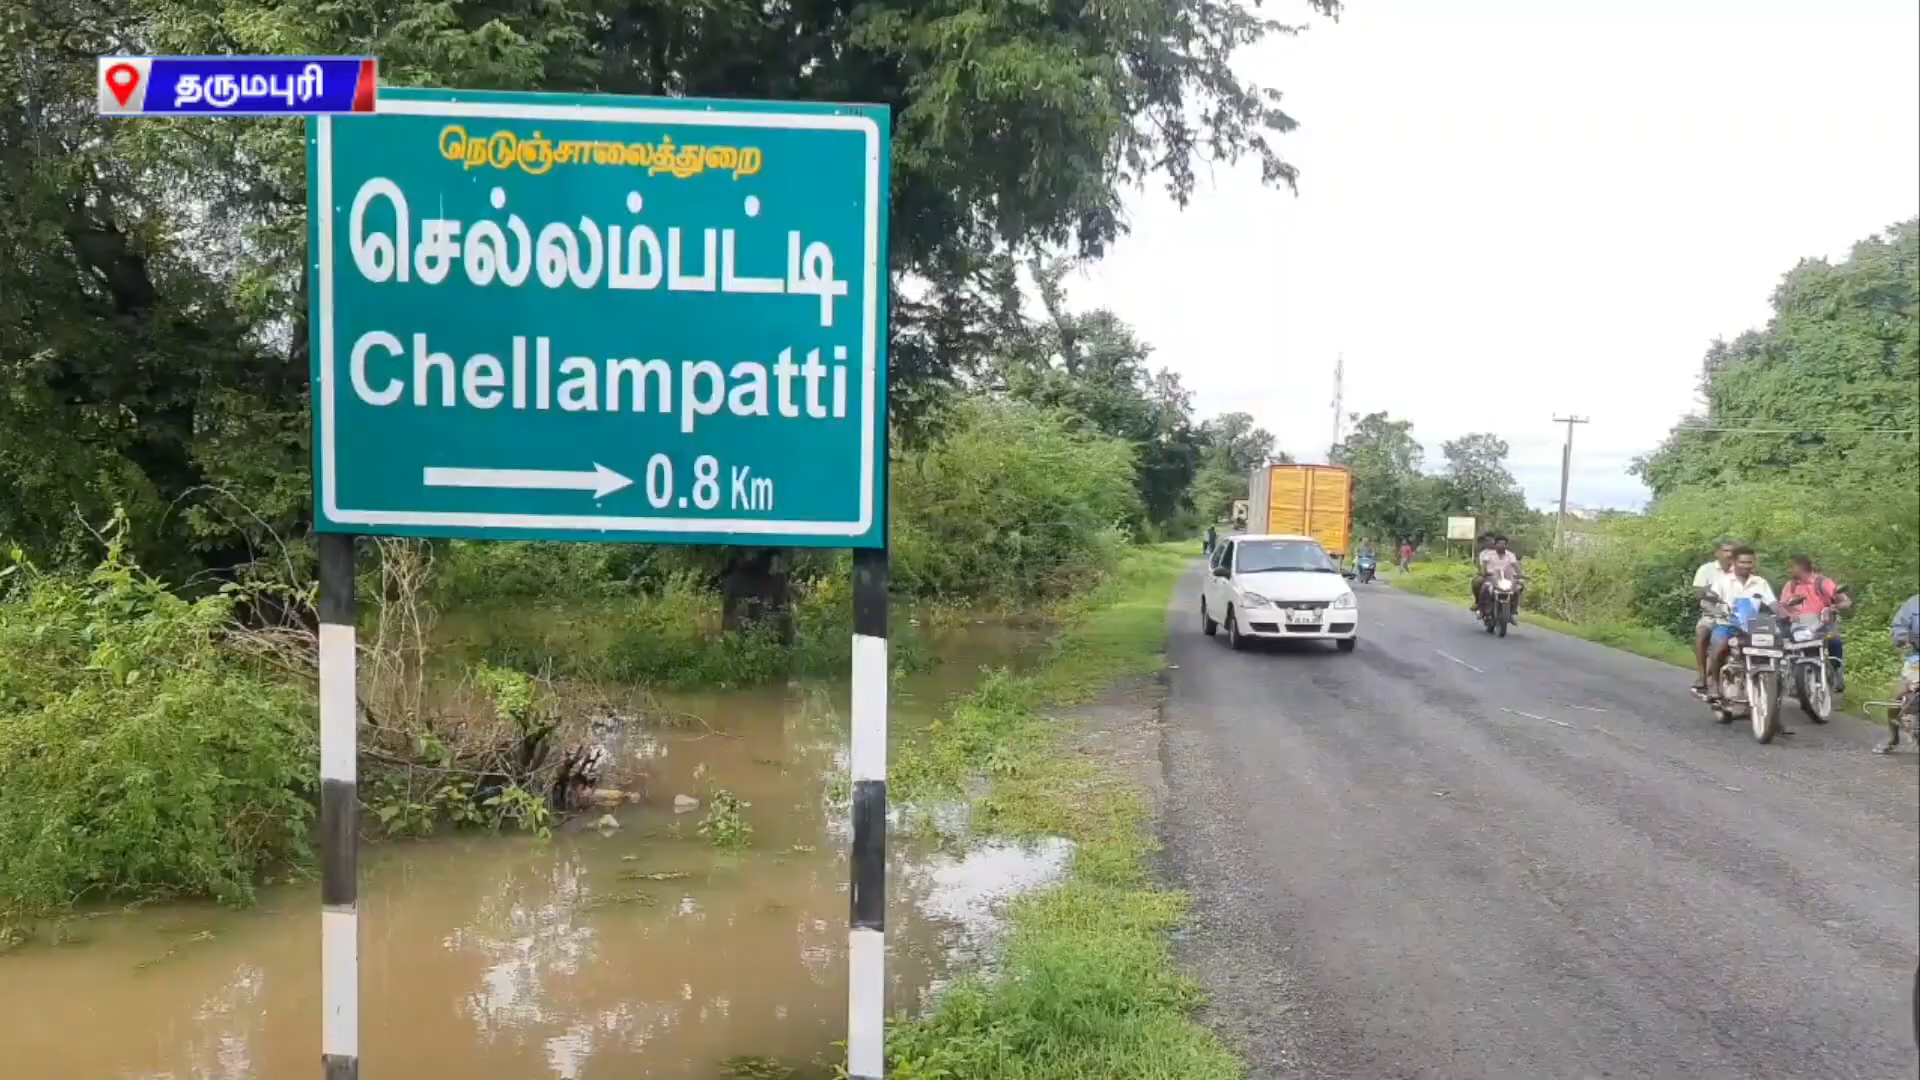 தருமபுரி
நெடுஞ்சாலைத்துறை
செல்லம்பட்டி
Chellampatti
0.8 Km